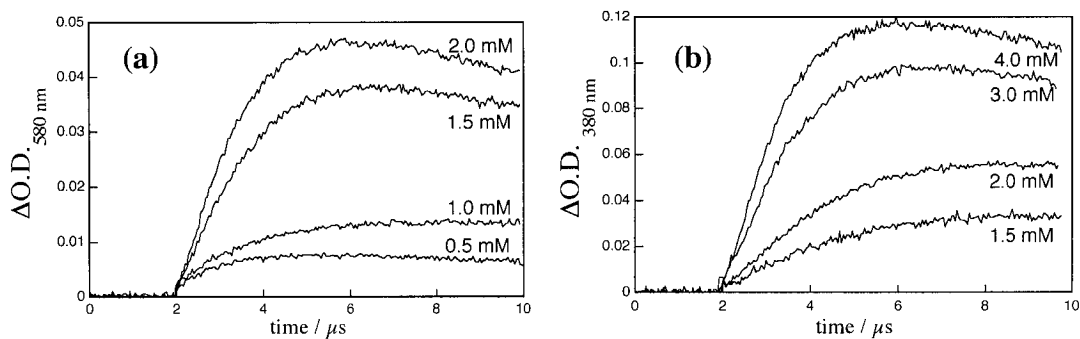 (a)
ΔO.D. 580 nm
0.05
0.04
0.03
0.02
0.01
0
2.0 mM
1.5 mM
1.0 mM
0.5 mM
0 2 4 6 8 10
time / μs
(b)
ΔO.D. 380 nm
0.12
0.10
0.08
0.06
0.04
0.02
0.00
4.0 mM
3.0 mM
2.0 mM
1.5 mM
0 2 4 6 8 10
time / μs